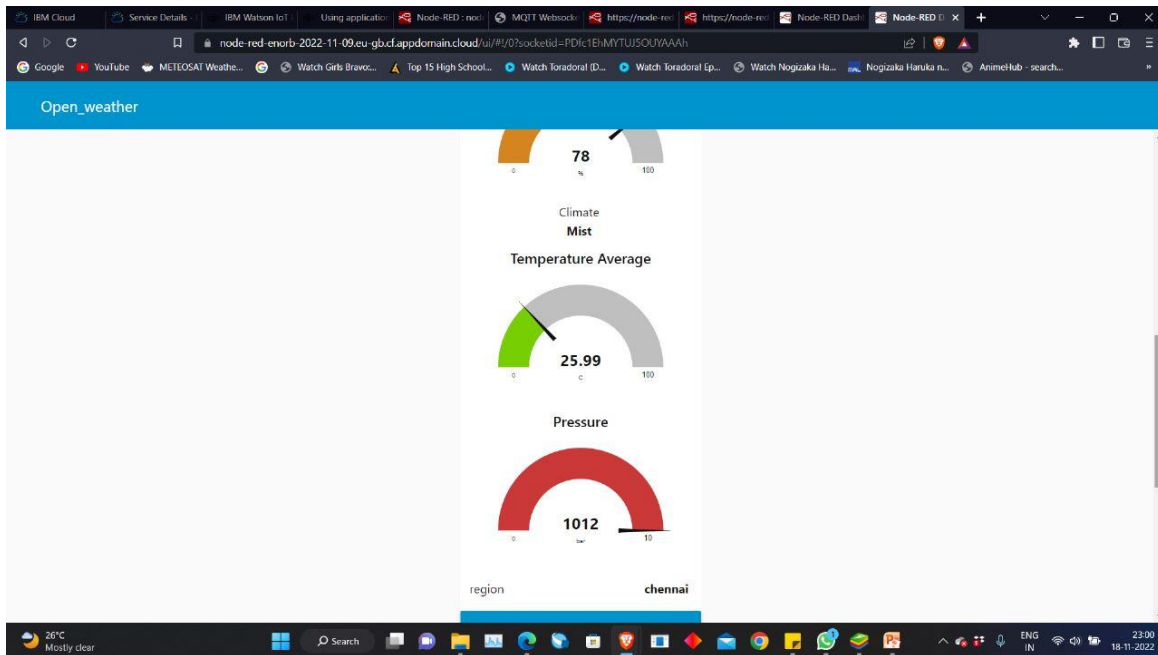 IBM Cloud
Service Details -
IBM Watson IoT
Using application
Node-RED : node
MQTT Websocke
https://node-red
https://node-red
Node-RED Dash
Node-RED D
node-red-enorb-2022-11-09.eu-gb.cf.appdomain.cloud/ui/#!/0?socketid=PDfc1EhMYTUJ5OUYAAAh
Google
YouTube
METEOSAT Weathe...
Watch Girls Bravo:...
Top 15 High School...
Watch Toradora! (D...
Watch Toradora! Ep...
Watch Nogizaka Ha...
Nogizaka Haruka n...
AnimeHub - search...
»
Open_weather
78
%
0
100
Climate
Mist
Temperature Average
25.99
C
0
100
Pressure
1012
bar
0
10
region
chennai
26°C
Mostly clear
Search
ENG
IN
23:00
18-11-2022